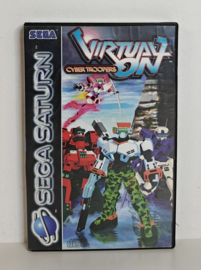 SEGA
VIRTUAL ON
CYBER TROOPERS
SEGA SATURN